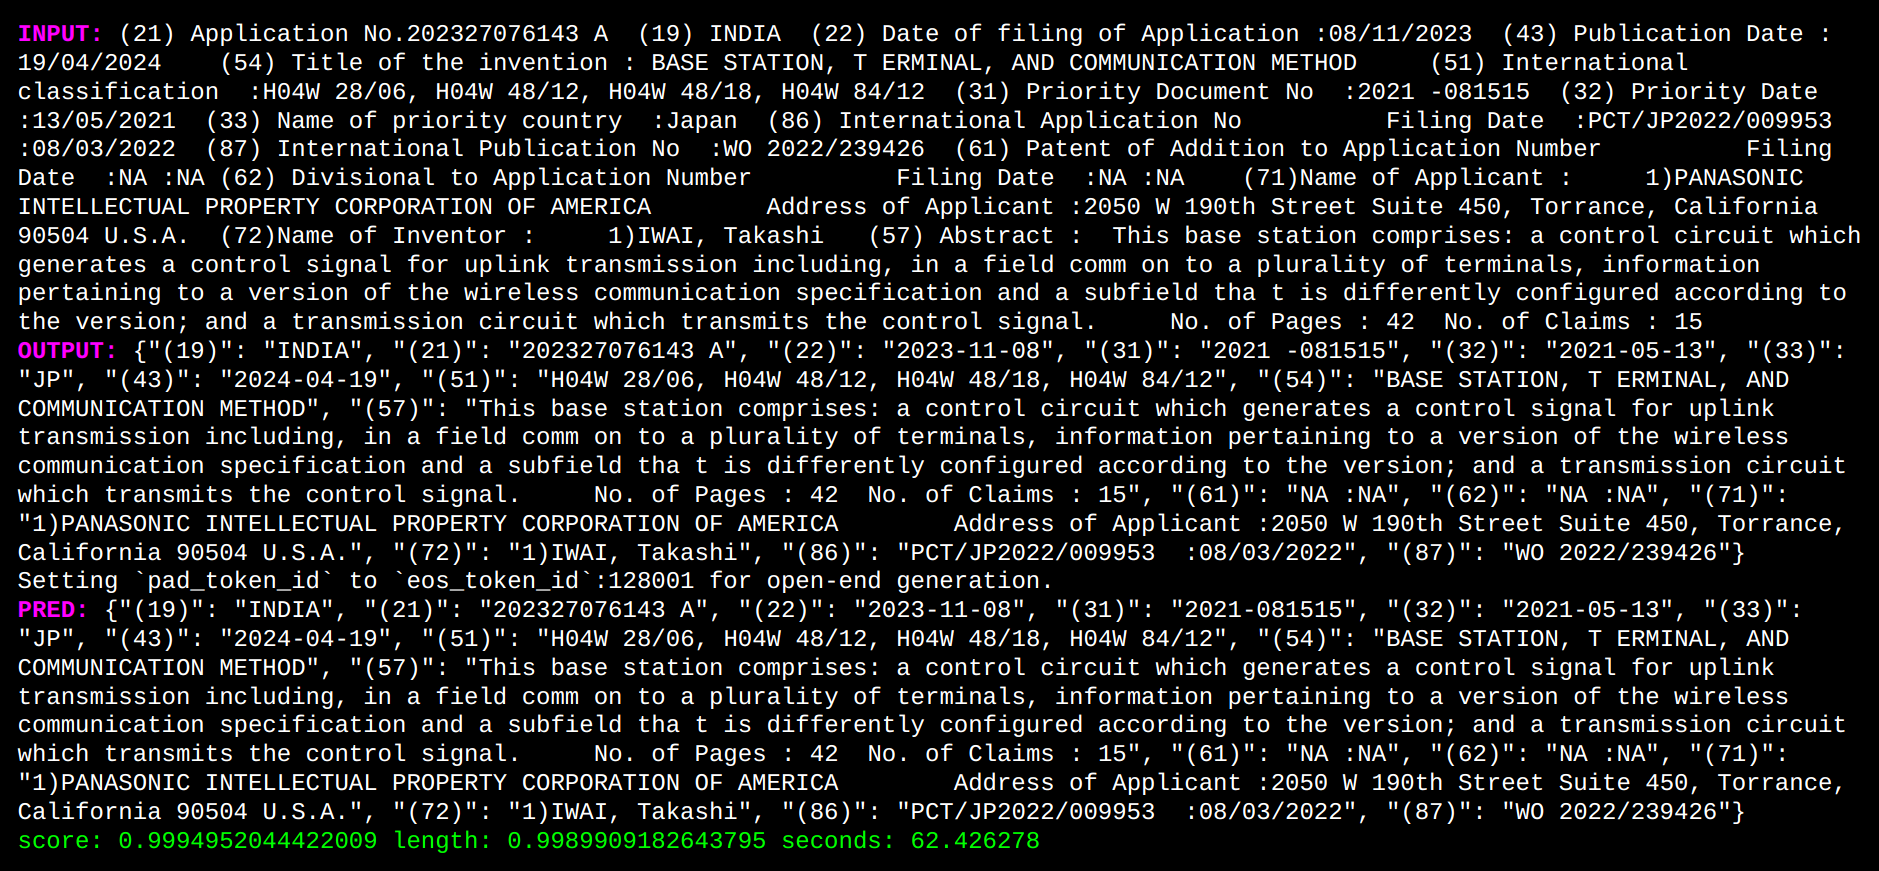 INPUT: (21) Application No.202327076143 A  (19) INDIA  (22) Date of filing of Application :08/11/2023  (43) Publication Date :
19/04/2024    (54) Title of the invention : BASE STATION, T ERMINAL, AND COMMUNICATION METHOD     (51) International
classification  :H04W 28/06, H04W 48/12, H04W 48/18, H04W 84/12  (31) Priority Document No  :2021 -081515  (32) Priority Date
:13/05/2021  (33) Name of priority country  :Japan  (86) International Application No          Filing Date  :PCT/JP2022/009953
:08/03/2022  (87) International Publication No  :WO 2022/239426  (61) Patent of Addition to Application Number          Filing
Date  :NA :NA (62) Divisional to Application Number          Filing Date  :NA :NA    (71)Name of Applicant :     1)PANASONIC
INTELLECTUAL PROPERTY CORPORATION OF AMERICA        Address of Applicant :2050 W 190th Street Suite 450, Torrance, California
90504 U.S.A.  (72)Name of Inventor :     1)IWAI, Takashi   (57) Abstract :  This base station comprises: a control circuit which
generates a control signal for uplink transmission including, in a field comm on to a plurality of terminals, information
pertaining to a version of the wireless communication specification and a subfield tha t is differently configured according to
the version; and a transmission circuit which transmits the control signal.     No. of Pages : 42  No. of Claims : 15
OUTPUT: {"(19)": "INDIA", "(21)": "202327076143 A", "(22)": "2023-11-08", "(31)": "2021 -081515", "(32)": "2021-05-13", "(33)":
"JP", "(43)": "2024-04-19", "(51)": "H04W 28/06, H04W 48/12, H04W 48/18, H04W 84/12", "(54)": "BASE STATION, T ERMINAL, AND
COMMUNICATION METHOD", "(57)": "This base station comprises: a control circuit which generates a control signal for uplink
transmission including, in a field comm on to a plurality of terminals, information pertaining to a version of the wireless
communication specification and a subfield tha t is differently configured according to the version; and a transmission circuit
which transmits the control signal.     No. of Pages : 42  No. of Claims : 15", "(61)": "NA :NA", "(62)": "NA :NA", "(71)":
"1)PANASONIC INTELLECTUAL PROPERTY CORPORATION OF AMERICA        Address of Applicant :2050 W 190th Street Suite 450, Torrance,
California 90504 U.S.A.", "(72)": "1)IWAI, Takashi", "(86)": "PCT/JP2022/009953  :08/03/2022", "(87)": "WO 2022/239426"}
Setting `pad_token_id` to `eos_token_id`:128001 for open-end generation.
PRED: {"(19)": "INDIA", "(21)": "202327076143 A", "(22)": "2023-11-08", "(31)": "2021-081515", "(32)": "2021-05-13", "(33)":
"JP", "(43)": "2024-04-19", "(51)": "H04W 28/06, H04W 48/12, H04W 48/18, H04W 84/12", "(54)": "BASE STATION, T ERMINAL, AND
COMMUNICATION METHOD", "(57)": "This base station comprises: a control circuit which generates a control signal for uplink
transmission including, in a field comm on to a plurality of terminals, information pertaining to a version of the wireless
communication specification and a subfield tha t is differently configured according to the version; and a transmission circuit
which transmits the control signal.     No. of Pages : 42  No. of Claims : 15", "(61)": "NA :NA", "(62)": "NA :NA", "(71)":
"1)PANASONIC INTELLECTUAL PROPERTY CORPORATION OF AMERICA        Address of Applicant :2050 W 190th Street Suite 450, Torrance,
California 90504 U.S.A.", "(72)": "1)IWAI, Takashi", "(86)": "PCT/JP2022/009953  :08/03/2022", "(87)": "WO 2022/239426"}
score: 0.9994952044422009 length: 0.9989909182643795 seconds: 62.426278